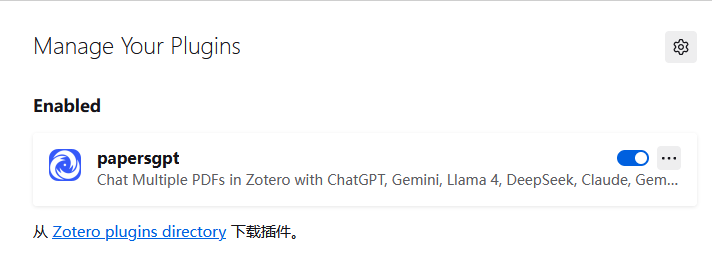 Manage Your Plugins
Enabled
papersgpt
Chat Multiple PDFs in Zotero with ChatGPT, Gemini, Llama 4, DeepSeek, Claude, Gem...
从 Zotero plugins directory 下载插件。